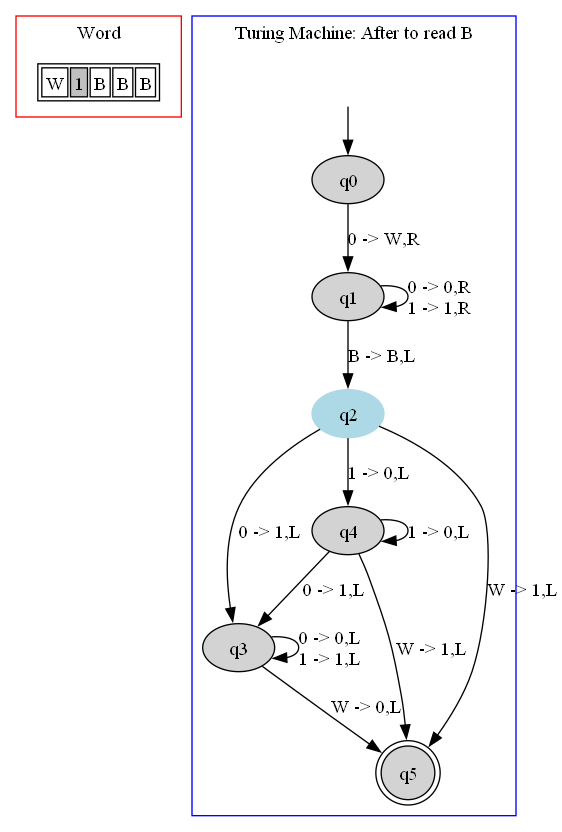 Word
W 1 B B B
Turing Machine: After to read B
q0
0 -> W,R
q1
0 -> 0,R
1 -> 1,R
B -> B,L
q2
0 -> 1,L
1 -> 0,L
W -> 1,L
q4
1 -> 0,L
0 -> 1,L
W -> 1,L
q3
0 -> 0,L
1 -> 1,L
W -> 0,L
q5